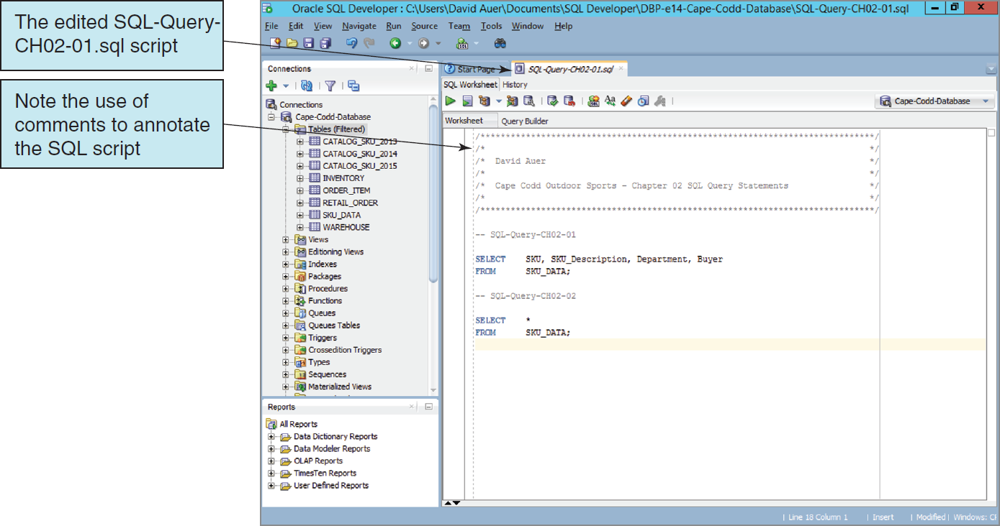 The edited SQL-Query-
CH02-01.sql script
Note the use of
comments to annotate
the SQL script
Oracle SQL Developer : C:\Users\David Auer\Documents\SQL Developer\DBP-e14-Cape-Codd-Database\SQL-Query-CH02-01.sql
File Edit View Navigate Run Source Team Tools Window Help
Connections
Connections
Cape-Codd-Database
Tables (Filtered)
CATALOG_SKU_2013
CATALOG_SKU_2014
CATALOG_SKU_2015
INVENTORY
ORDER_ITEM
RETAIL_ORDER
SKU_DATA
WAREHOUSE
Views
Editioning Views
Indexes
Packages
Procedures
Functions
Queues
Queues Tables
Triggers
Crossedition Triggers
Types
Sequences
Materialized Views
Reports
All Reports
Data Dictionary Reports
Data Modeler Reports
OLAP Reports
TimesTen Reports
User Defined Reports
Start Page SQL-Query-CH02-01.sql
SQL Worksheet History
Cape-Codd-Database
Worksheet Query Builder
/******************************************************************************/
/* */
/* David Auer
/* */
/* Cape Codd Outdoor Sports - Chapter 02 SQL Query Statements */
/* */
/******************************************************************************/
-- SQL-Query-CH02-01
SELECT SKU, SKU_Description, Department, Buyer
FROM SKU_DATA;
-- SQL-Query-CH02-02
SELECT *
FROM SKU_DATA;
Line 18 Column 1 | Insert | Modified | Windows: